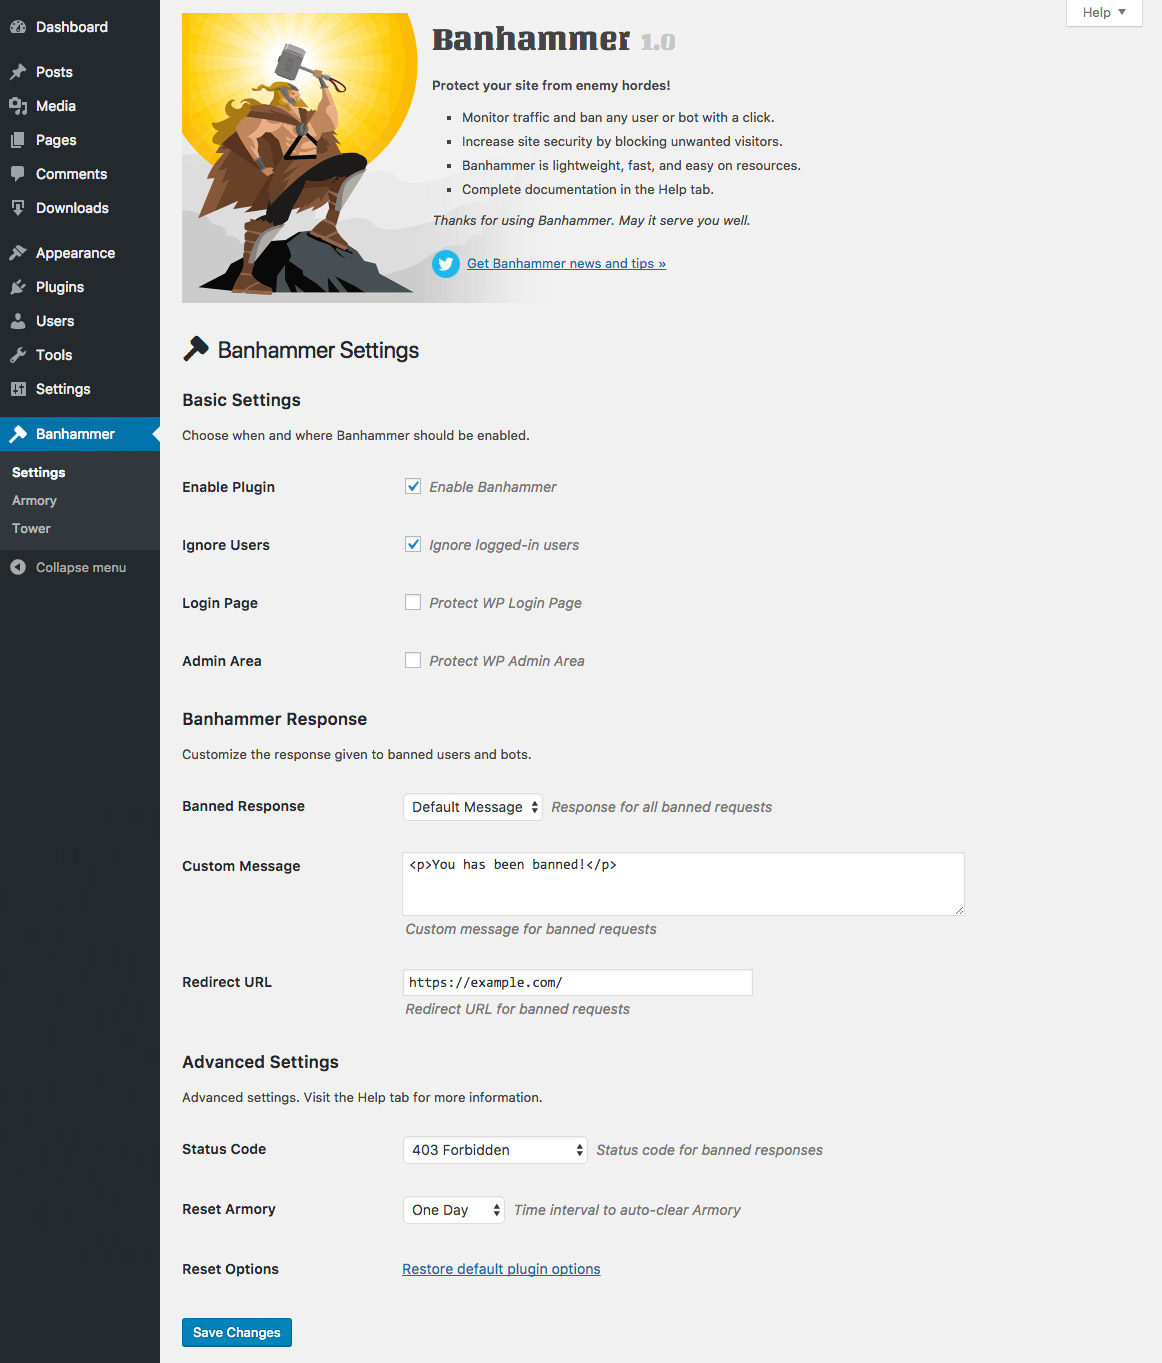 Dashboard
Posts
Media
Pages
Comments
Downloads
Appearance
Plugins
Users
Tools
Settings
Banhammer
Settings
Armory
Tower
Collapse menu
Help
Banhammer 1.0
Protect your site from enemy hordes!
Monitor traffic and ban any user or bot with a click.
Increase site security by blocking unwanted visitors.
Banhammer is lightweight, fast, and easy on resources.
Complete documentation in the Help tab.
Thanks for using Banhammer. May it serve you well.
Get Banhammer news and tips »
Banhammer Settings
Basic Settings
Choose when and where Banhammer should be enabled.
Enable Plugin Enable Banhammer
Ignore Users Ignore logged-in users
Login Page Protect WP Login Page
Admin Area Protect WP Admin Area
Banhammer Response
Customize the response given to banned users and bots.
Banned Response Default Message Response for all banned requests
Custom Message <p>You has been banned!</p>
Custom message for banned requests
Redirect URL https://example.com/
Redirect URL for banned requests
Advanced Settings
Advanced settings. Visit the Help tab for more information.
Status Code 403 Forbidden Status code for banned responses
Reset Armory One Day Time interval to auto-clear Armory
Reset Options Restore default plugin options
Save Changes